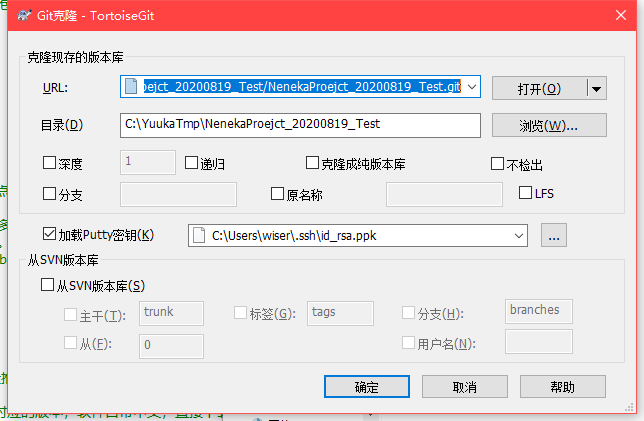 Git克隆 - TortoiseGit
克隆现存的版本库
URL: oejct_20200819_Test/NenekaProejct_20200819_Test.git 打开(O)
目录(D) C:\YuukaTmp\NenekaProejct_20200819_Test 浏览(W)...
深度 1 递归 克隆成纯版本库 不检出
分支 原名称 LFS
加载Putty密钥(K) C:\Users\wiser\.ssh\id_rsa.ppk ...
从SVN版本库
从SVN版本库(S)
主干(T): trunk 标签(G): tags 分支(H): branches
从(F): 0 用户名(N):
确定 取消 帮助